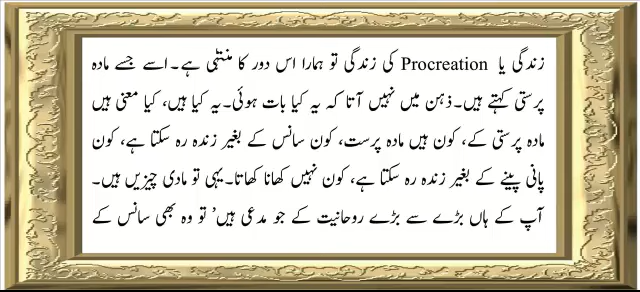 زندگی یا Procreation کی زندگی تو ہمارا اس دور کا منتہٰی ہے۔اسے جسے مادہ
پرستی کہتے ہیں۔ذہن میں نہیں آتا کہ یہ کیا بات ہوئی۔یہ کیا ہیں، کیا معنی ہیں
مادہ پرستی کے، کون ہیں مادہ پرست، کون سانس کے بغیر زندہ رہ سکتا ہے، کون
پانی پینے کے بغیر زندہ رہ سکتا ہے، کون نہیں کھانا کھاتا۔یہی تو مادی چیزیں ہیں۔
آپ کے ہاں بڑے سے بڑے روحانیت کے جو مدعی ہیں' تو وہ بھی سانس کے